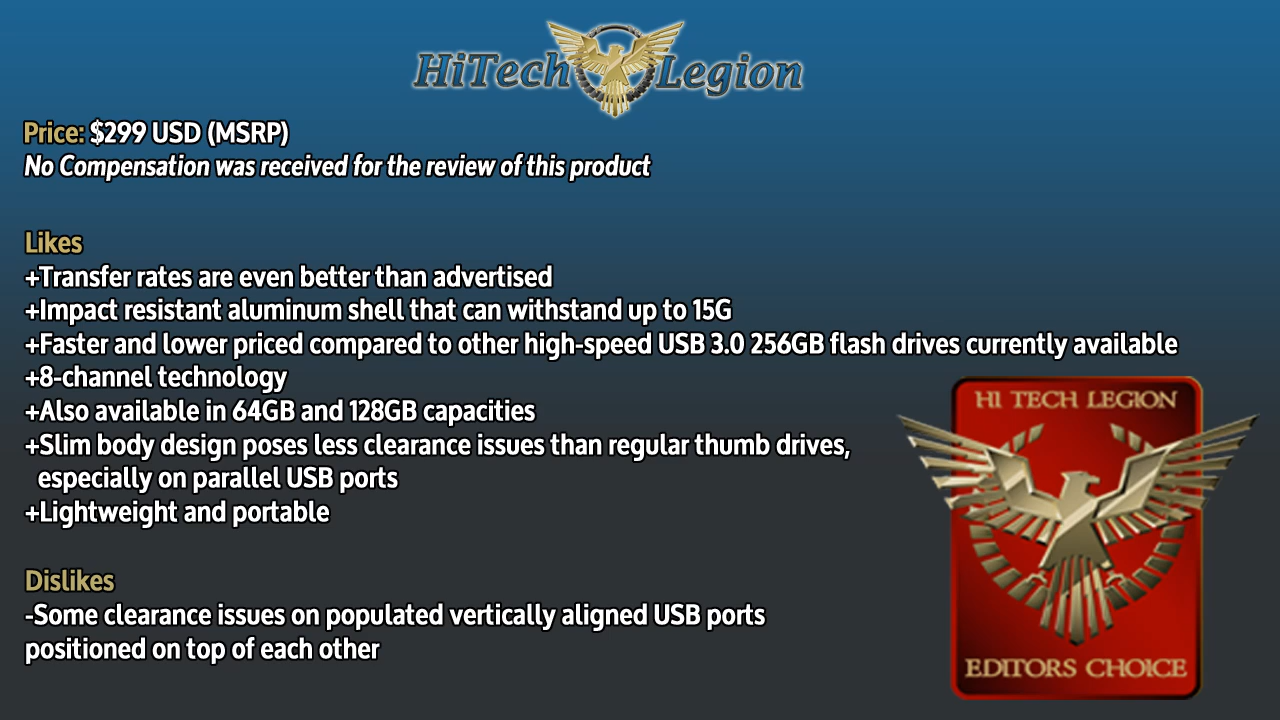 HiTech Legion
Price: $299 USD (MSRP)
No Compensation was received for the review of this product
Likes
+Transfer rates are even better than advertised
+Impact resistant aluminum shell that can withstand up to 15G
+Faster and lower priced compared to other high-speed USB 3.0 256GB flash drives currently available
+8-channel technology
+Also available in 64GB and 128GB capacities
+Slim body design poses less clearance issues than regular thumb drives,
especially on parallel USB ports
+Lightweight and portable
Dislikes
-Some clearance issues on populated vertically aligned USB ports
positioned on top of each other
HI TECH LEGION
EDITORS CHOICE